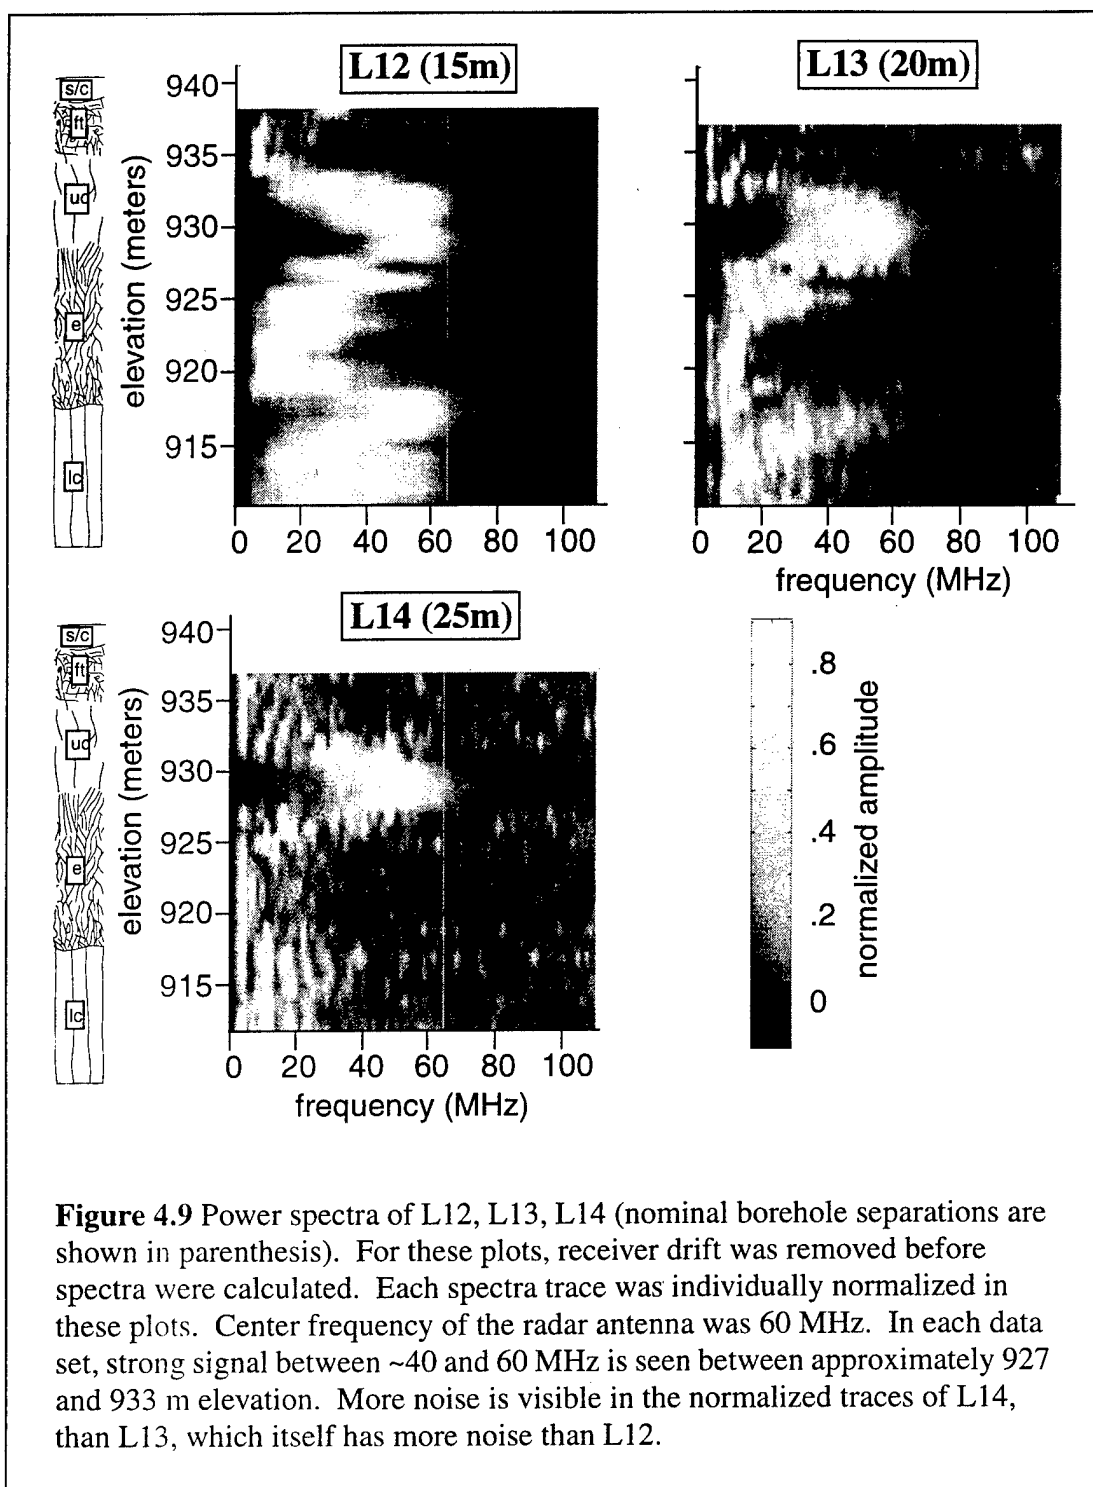 L12 (15m)
L13 (20m)
s/c
ft
uc
e
lc
elevation (meters)
940
935
930
925
920
915
0 20 40 60 80 100
0 20 40 60 80 100
frequency (MHz)
L14 (25m)
s/c
ft
uc
e
lc
elevation (meters)
940
935
930
925
920
915
0 20 40 60 80 100
frequency (MHz)
.8
.6
.4
.2
0
normalized amplitude
Figure 4.9 Power spectra of L12, L13, L14 (nominal borehole separations are
shown in parenthesis). For these plots, receiver drift was removed before
spectra were calculated. Each spectra trace was individually normalized in
these plots. Center frequency of the radar antenna was 60 MHz. In each data
set, strong signal between ~40 and 60 MHz is seen between approximately 927
and 933 m elevation. More noise is visible in the normalized traces of L14,
than L13, which itself has more noise than L12.